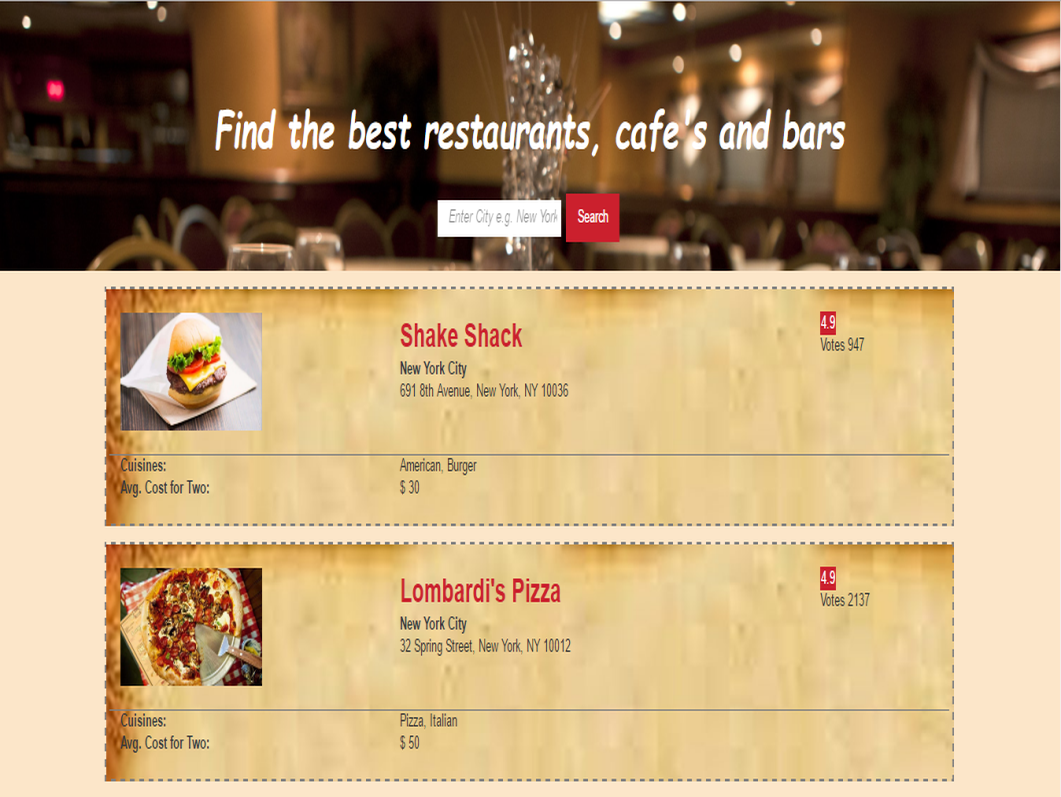 Find the best restaurants, cafe's and bars
Enter City e.g. New York
Search
Shake Shack
New York City
691 8th Avenue, New York, NY 10036
4.9
Votes 947
Cuisines: American, Burger
Avg. Cost for Two: $ 30
Lombardi's Pizza
New York City
32 Spring Street, New York, NY 10012
4.9
Votes 2137
Cuisines: Pizza, Italian
Avg. Cost for Two: $ 50